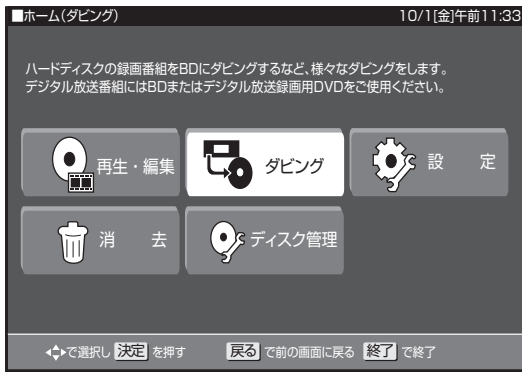 ■ホーム(ダビング) 10/1[金]午前11:33
ハードディスクの録画番組をBDにダビングするなど、様々なダビングをします。
デジタル放送番組にはBDまたはデジタル放送録画用DVDをご使用ください。
再生・編集 ダビング 設 定
消 去 ディスク管理
で選択し 決定 を押す 戻る で前の画面に戻る 終了 で終了